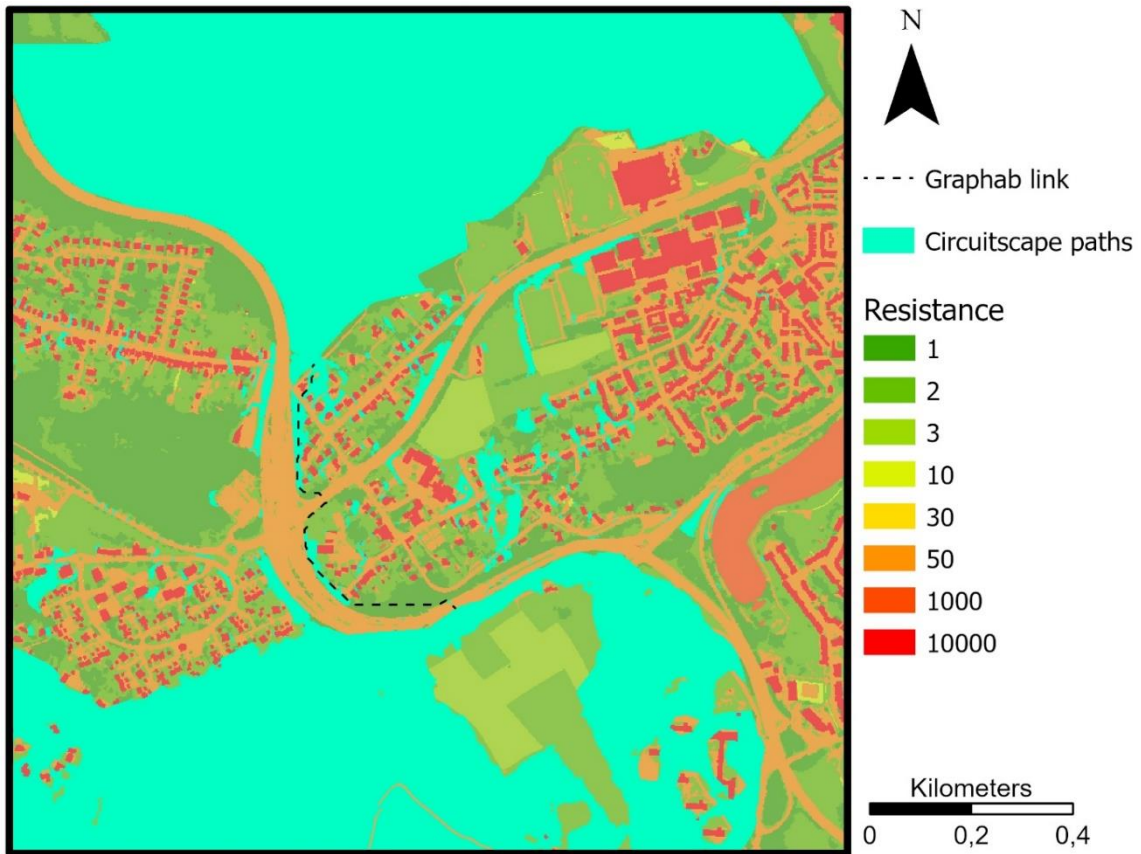 N
Graphab link
Circuitscape paths
Resistance
1
2
3
10
30
50
1000
10000
Kilometers
0 0,2 0,4